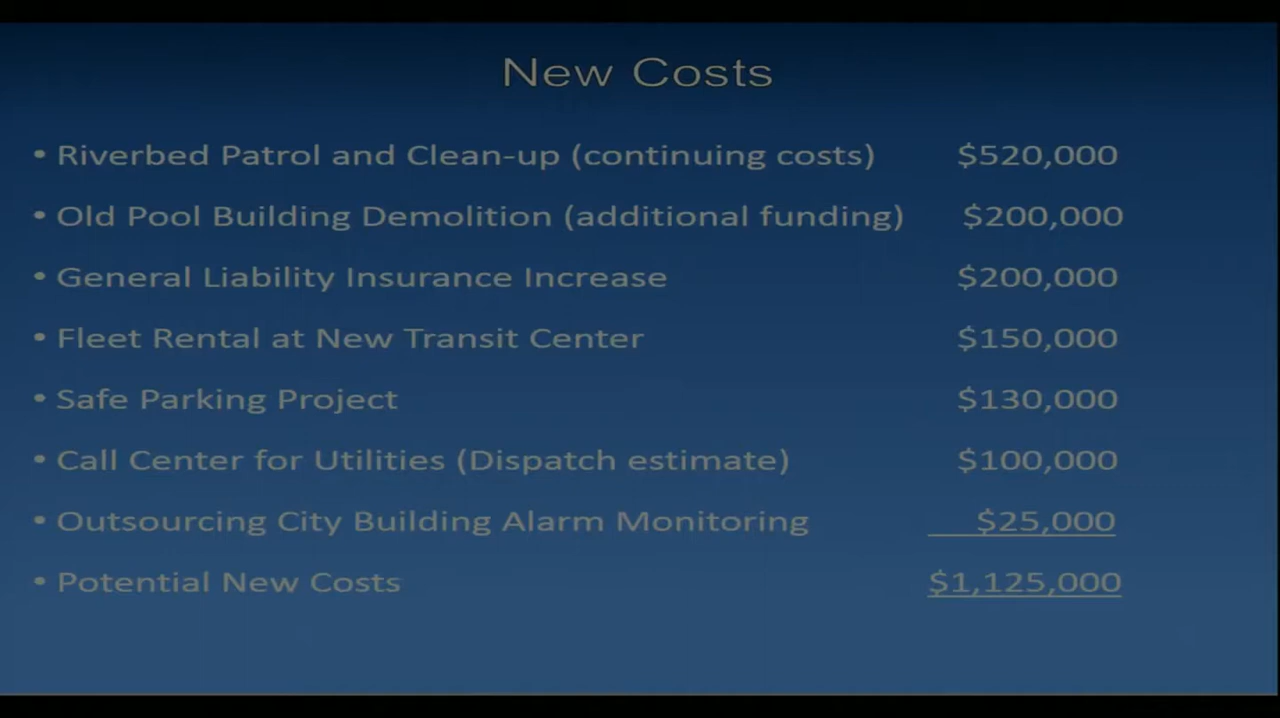 New Costs
• Riverbed Patrol and Clean-up (continuing costs) $520,000
• Old Pool Building Demolition (additional funding) $200,000
• General Liability Insurance Increase $200,000
• Fleet Rental at New Transit Center $150,000
• Safe Parking Project $130,000
• Call Center for Utilities (Dispatch estimate) $100,000
• Outsourcing City Building Alarm Monitoring $25,000
• Potential New Costs $1,125,000